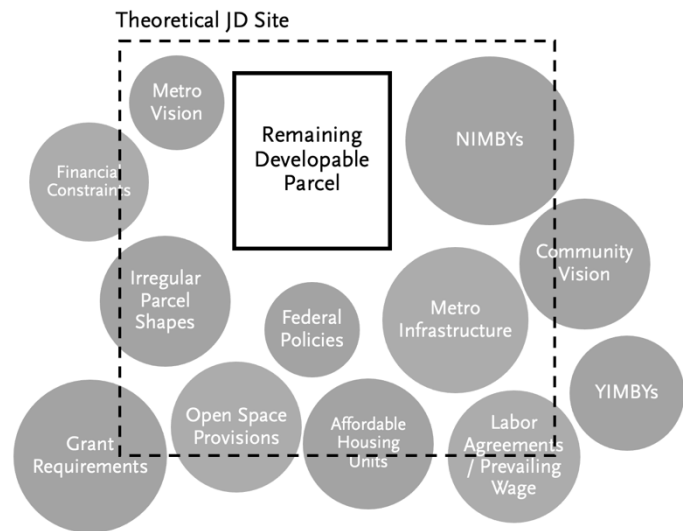 Theoretical JD Site
Metro
Vision
Remaining
Developable
Parcel
NIMBYs
Financial
Constraints
Community
Vision
Irregular
Parcel
Shapes
Federal
Policies
Metro
Infrastructure
YIMBYs
Grant
Requirements
Open Space
Provisions
Affordable
Housing
Units
Labor
Agreements
/ Prevailing
Wage